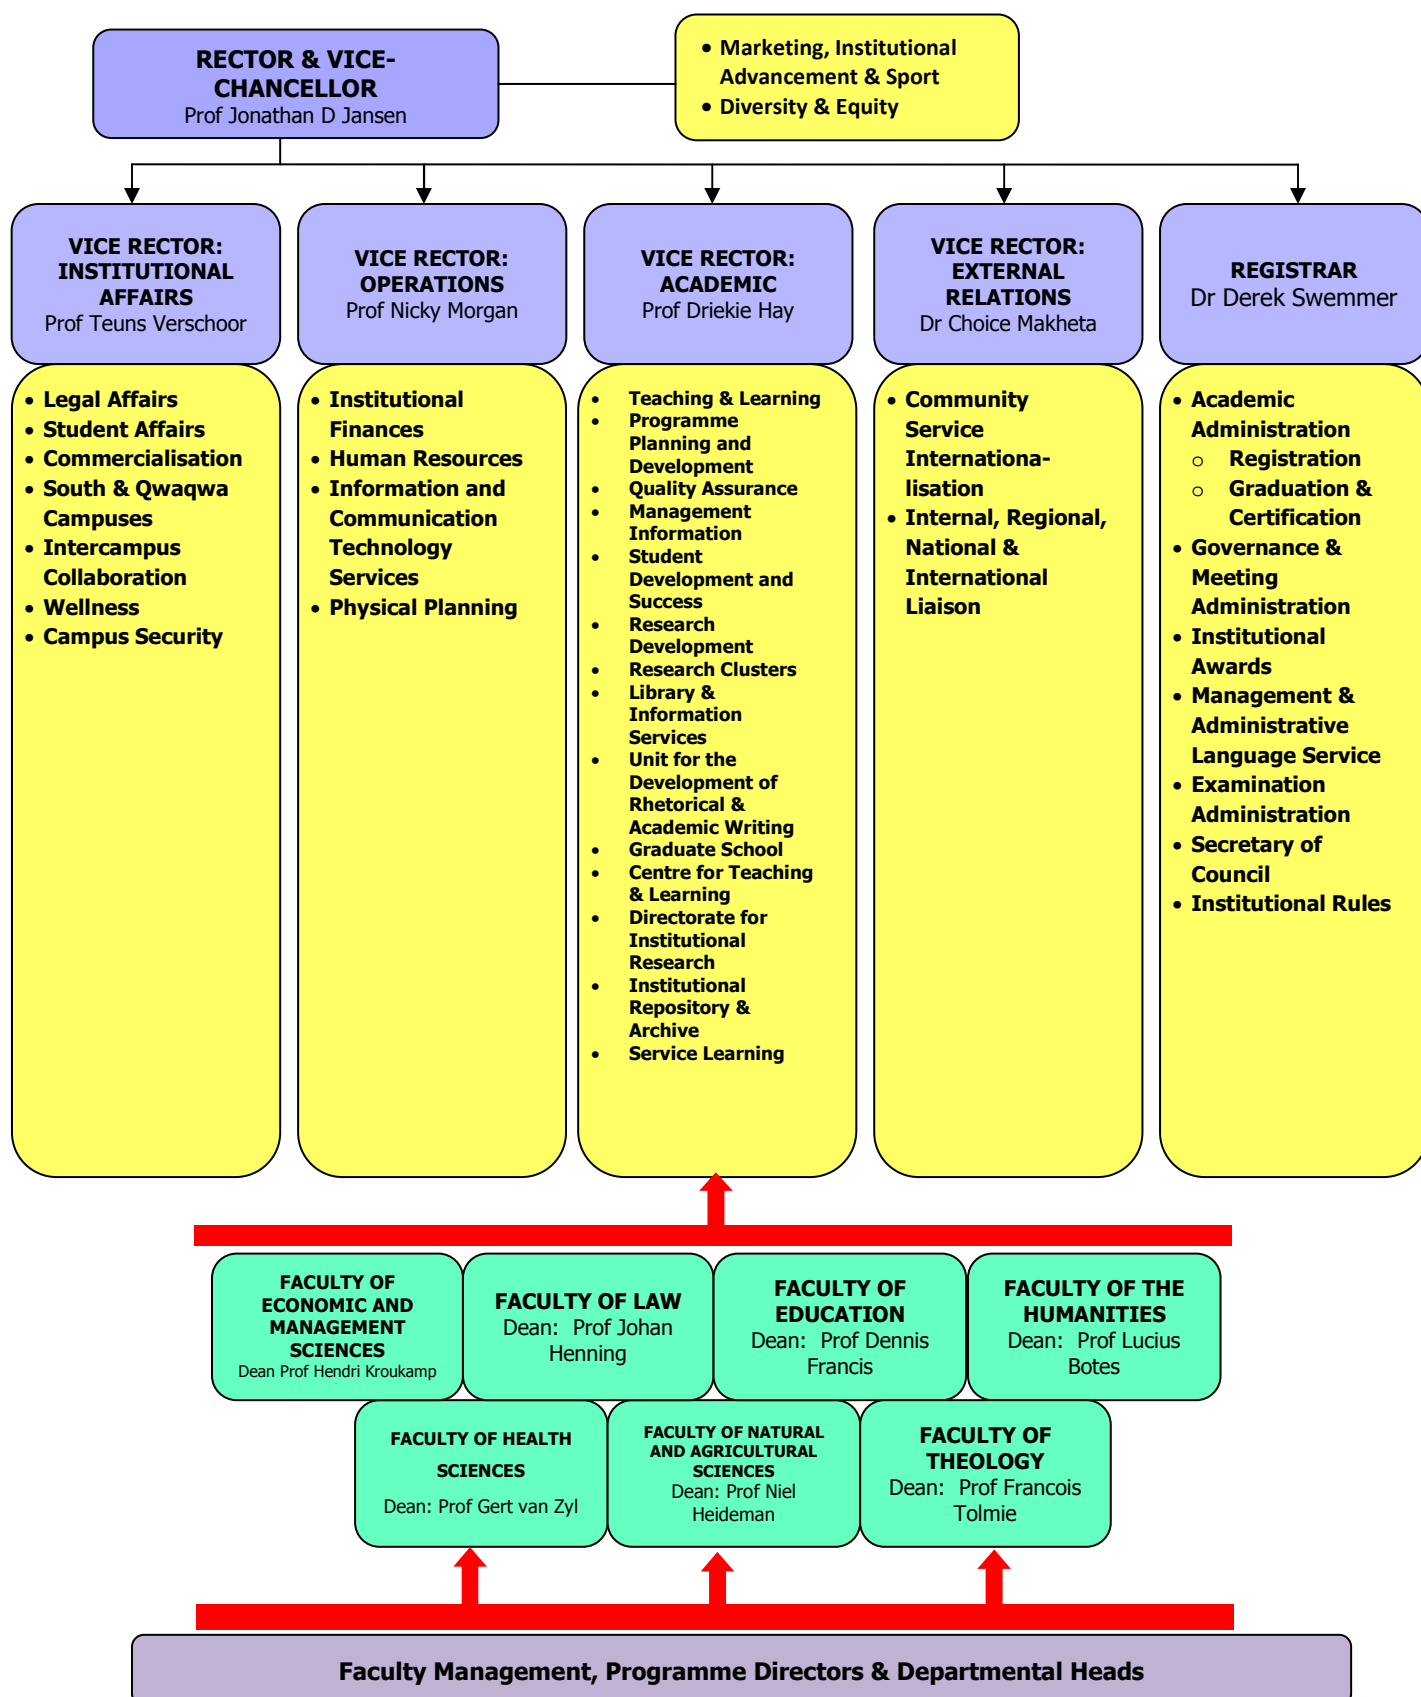 RECTOR & VICE-
CHANCELLOR
Prof Jonathan D Jansen
• Marketing, Institutional
Advancement & Sport
• Diversity & Equity
VICE RECTOR:
INSTITUTIONAL
AFFAIRS
Prof Teuns Verschoor
VICE RECTOR:
OPERATIONS
Prof Nicky Morgan
VICE RECTOR:
ACADEMIC
Prof Driekie Hay
VICE RECTOR:
EXTERNAL
RELATIONS
Dr Choice Makheta
REGISTRAR
Dr Derek Swemmer
• Legal Affairs
• Student Affairs
• Commercialisation
• South & Qwaqwa
Campuses
• Intercampus
Collaboration
• Wellness
• Campus Security
• Institutional
Finances
• Human Resources
• Information and
Communication
Technology
Services
• Physical Planning
• Teaching & Learning
• Programme
Planning and
Development
• Quality Assurance
• Management
Information
• Student
Development and
Success
• Research
Development
• Research Clusters
• Library &
Information
Services
• Unit for the
Development of
Rhetorical &
Academic Writing
• Graduate School
• Centre for Teaching
& Learning
• Directorate for
Institutional
Research
• Institutional
Repository &
Archive
• Service Learning
• Community
Service
Internationa-
lisation
• Internal, Regional,
National &
International
Liaison
• Academic
Administration
o Registration
o Graduation &
Certification
• Governance &
Meeting
Administration
• Institutional
Awards
• Management &
Administrative
Language Service
• Examination
Administration
• Secretary of
Council
• Institutional Rules
FACULTY OF
ECONOMIC AND
MANAGEMENT
SCIENCES
Dean Prof Hendri Kroukamp
FACULTY OF LAW
Dean: Prof Johan
Henning
FACULTY OF
EDUCATION
Dean: Prof Dennis
Francis
FACULTY OF THE
HUMANITIES
Dean: Prof Lucius
Botes
FACULTY OF HEALTH
SCIENCES
Dean: Prof Gert van Zyl
FACULTY OF NATURAL
AND AGRICULTURAL
SCIENCES
Dean: Prof Niel
Heideman
FACULTY OF
THEOLOGY
Dean: Prof Francois
Tolmie
Faculty Management, Programme Directors & Departmental Heads